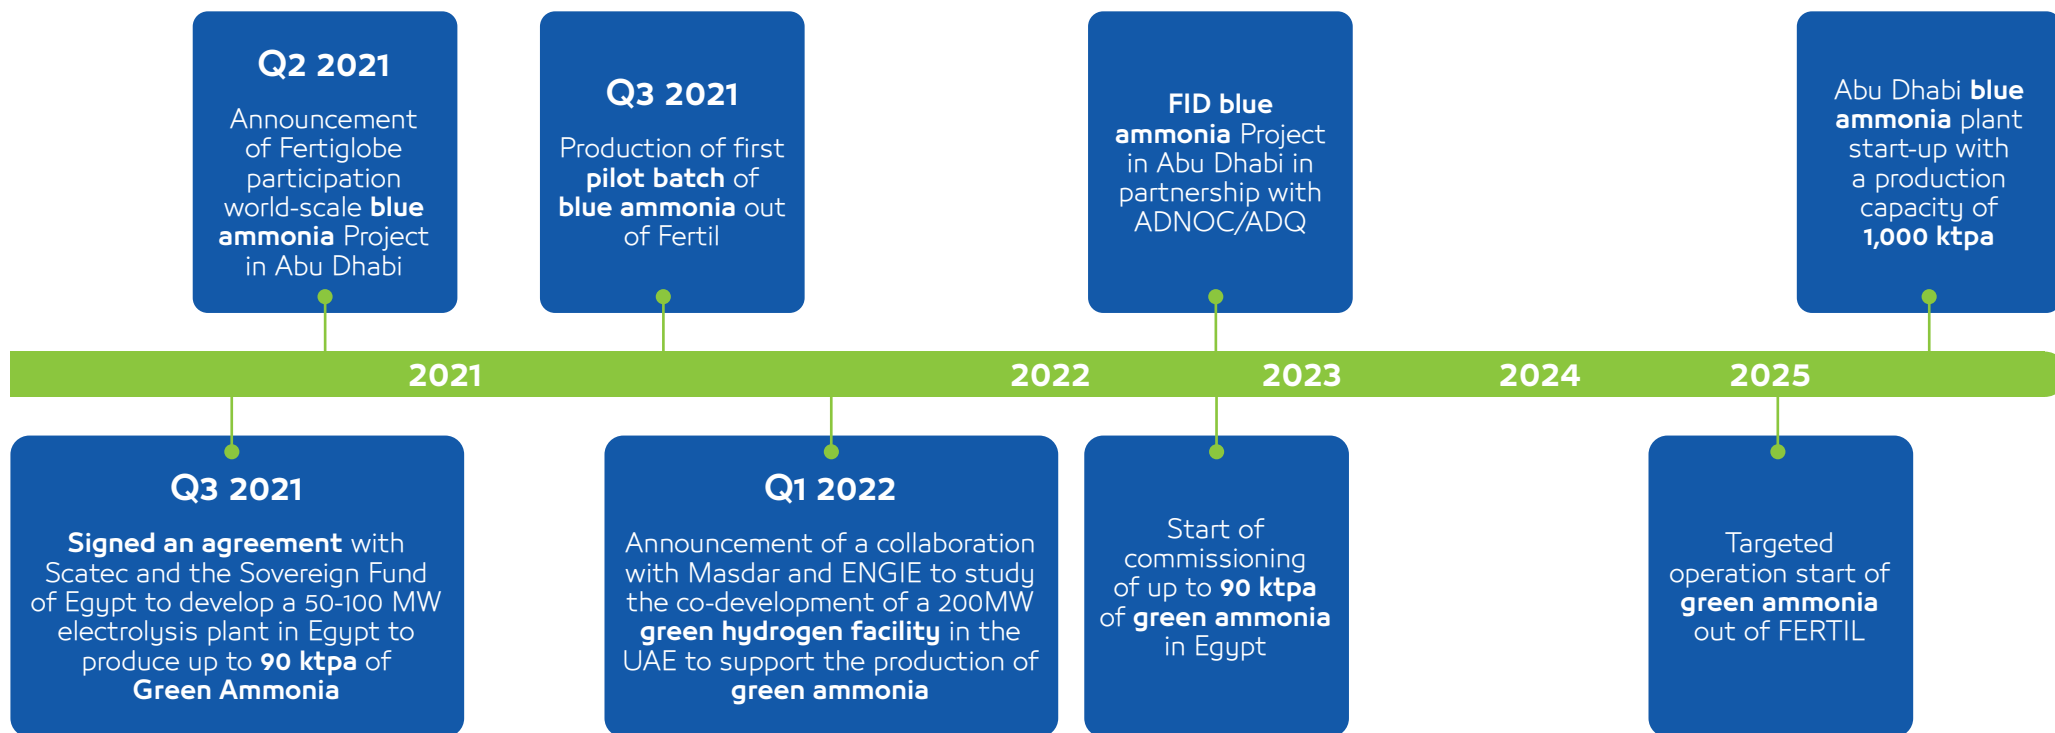 Q2 2021
Announcement
of Fertiglobe
participation
world-scale blue
ammonia Project
in Abu Dhabi
Q3 2021
Production of first
pilot batch of
blue ammonia out
of Fertil
FID blue
ammonia Project
in Abu Dhabi in
partnership with
ADNOC/ADQ
Abu Dhabi blue
ammonia plant
start-up with
a production
capacity of
1,000 ktpa
2021 2022 2023 2024 2025
Q3 2021
Signed an agreement with
Scatec and the Sovereign Fund
of Egypt to develop a 50-100 MW
electrolysis plant in Egypt to
produce up to 90 ktpa of
Green Ammonia
Q1 2022
Announcement of a collaboration
with Masdar and ENGIE to study
the co-development of a 200MW
green hydrogen facility in the
UAE to support the production of
green ammonia
Start of
commissioning
of up to 90 ktpa
of green ammonia
in Egypt
Targeted
operation start of
green ammonia
out of FERTIL